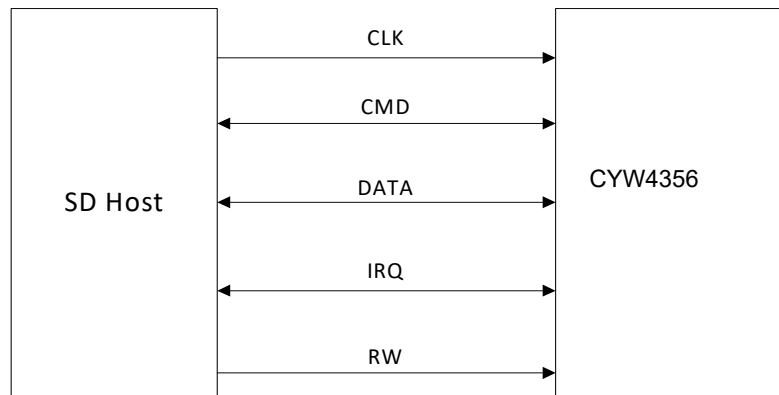 CLK
CMD
SD Host
DATA
CYW4356
IRQ
RW